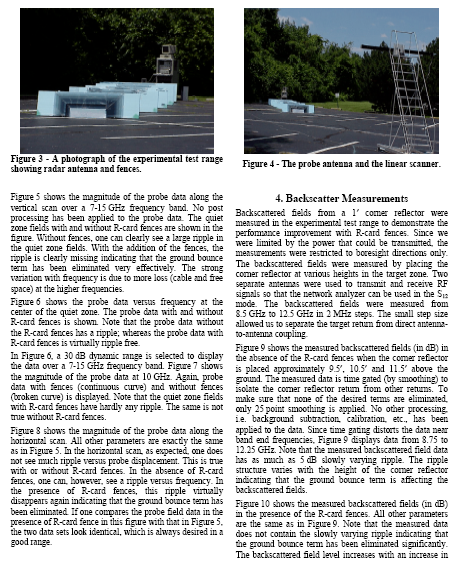 Figure 3 - A photograph of the experimental test range
showing radar antenna and fences.
Figure 5 shows the magnitude of the probe data along the
vertical scan over a 7-15 GHz frequency band. No post
processing has been applied to the probe data. The quiet
zone fields with and without R-card fences are shown in the
figure. Without fences, one can clearly see a large ripple in
the quiet zone fields. With the addition of the fences, the
ripple is clearly missing indicating that the ground bounce
term has been eliminated very effectively. The strong
variation with frequency is due to more loss (cable and free
space) at the higher frequencies.
Figure 6 shows the probe data versus frequency at the
center of the quiet zone. The probe data with and without
R-card fences is shown. Note that the probe data without
the R-card fences has a ripple; whereas the probe data with
R-card fences is virtually ripple free.
In Figure 6, a 30 dB dynamic range is selected to display
the data over a 7-15 GHz frequency band. Figure 7 shows
the magnitude of the probe data at 10 GHz. Again, probe
data with fences (continuous curve) and without fences
(broken curve) is displayed. Note that the quiet zone fields
with R-card fences have hardly any ripple. The same is not
true without R-card fences.
Figure 8 shows the magnitude of the probe data along the
horizontal scan. All other parameters are exactly the same
as in Figure 5. In the horizontal scan, as expected, one does
not see much ripple versus probe displacement. This is true
with or without R-card fences. In the absence of R-card
fences, one can, however, see a ripple versus frequency. In
the presence of R-card fences, this ripple virtually
disappears again indicating that the ground bounce term has
been eliminated. If one compares the probe field data in the
presence of R-card fence in this figure with that in Figure 5,
the two data sets look identical, which is always desired in a
good range.
Figure 4 - The probe antenna and the linear scanner.
4. Backscatter Measurements
Backscattered fields from a 1' corner reflector were
measured in the experimental test range to demonstrate the
performance improvement with R-card fences. Since we
were limited by the power that could be transmitted, the
measurements were restricted to boresight directions only.
The backscattered fields were measured by placing the
corner reflector at various heights in the target zone. Two
separate antennas were used to transmit and receive RF
signals so that the network analyzer can be used in the S12
mode. The backscattered fields were measured from
8.5 GHz to 12.5 GHz in 2 MHz steps. The small step size
allowed us to separate the target return from direct antenna-
to-antenna coupling.
Figure 9 shows the measured backscattered fields (in dB) in
the absence of the R-card fences when the corner reflector
is placed approximately 9.5', 10.5' and 11.5' above the
ground. The measured data is time gated (by smoothing) to
isolate the corner reflector return from other returns. To
make sure that none of the desired terms are eliminated,
only 25 point smoothing is applied. No other processing,
i.e. background subtraction, calibration, etc., has been
applied to the data. Since time gating distorts the data near
band end frequencies, Figure 9 displays data from 8.75 to
12.25 GHz. Note that the measured backscattered field data
has as much as 5 dB slowly varying ripple. The ripple
structure varies with the height of the corner reflector
indicating that the ground bounce term is affecting the
backscattered fields.
Figure 10 shows the measured backscattered fields (in dB)
in the presence of the R-card fences. All other parameters
are the same as in Figure 9. Note that the measured data
does not contain the slowly varying ripple indicating that
the ground bounce term has been eliminated significantly.
The backscattered field level increases with an increase in